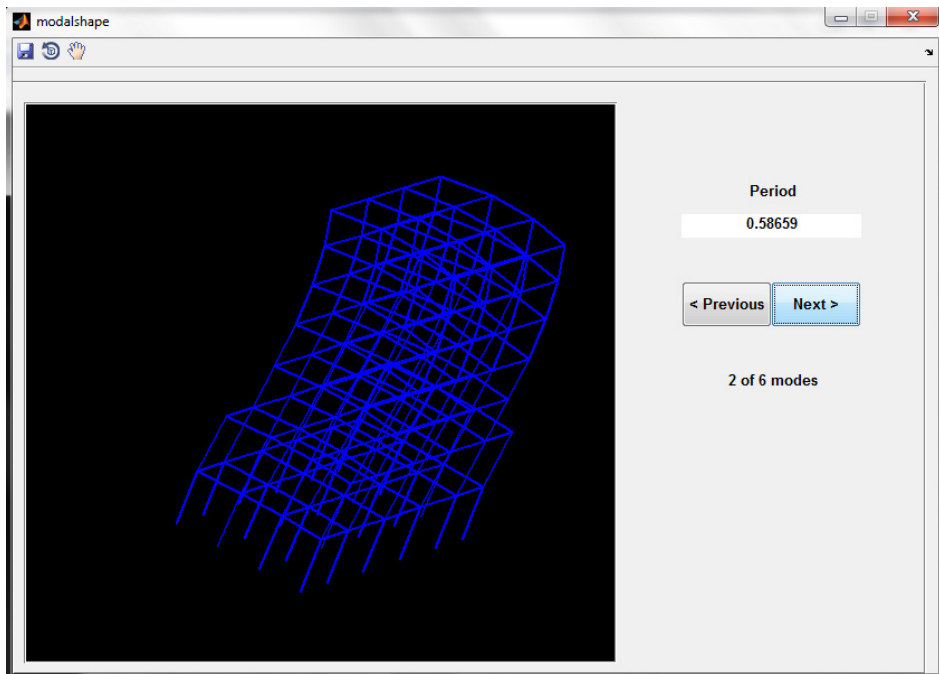 modalshape
Period
0.58659
< Previous Next >
2 of 6 modes